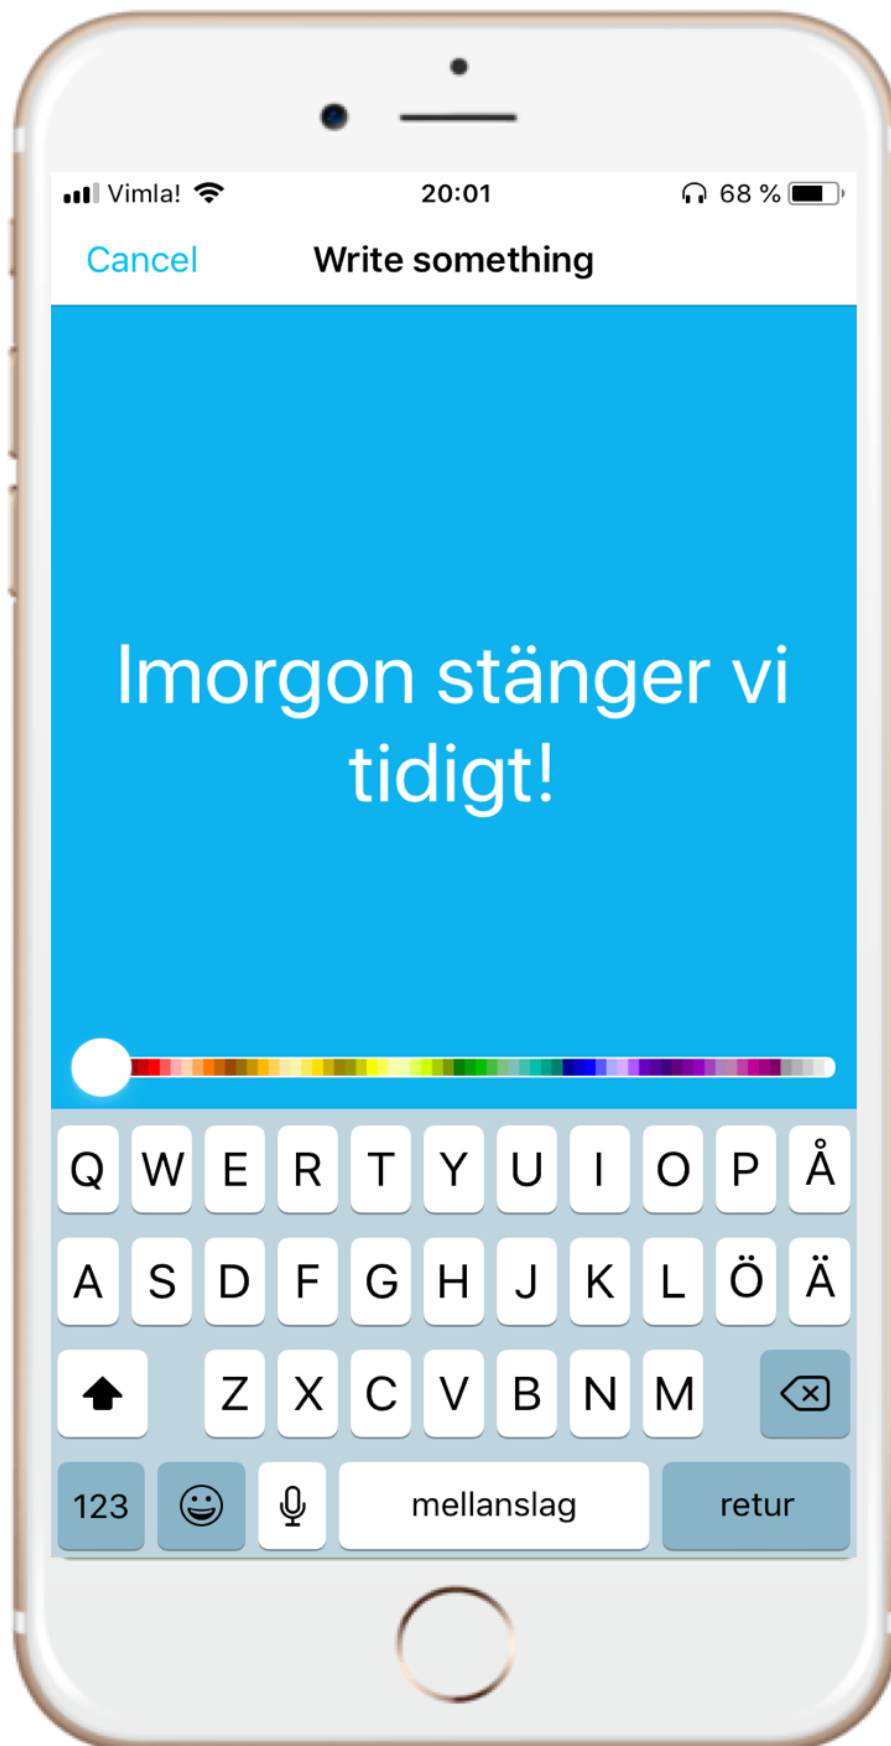 Vimla! 20:01 68 %
Cancel Write something
Imorgon stänger vi
tidigt!
Q W E R T Y U I O P Å
A S D F G H J K L Ö Ä
Z X C V B N M
123 mellanslag retur